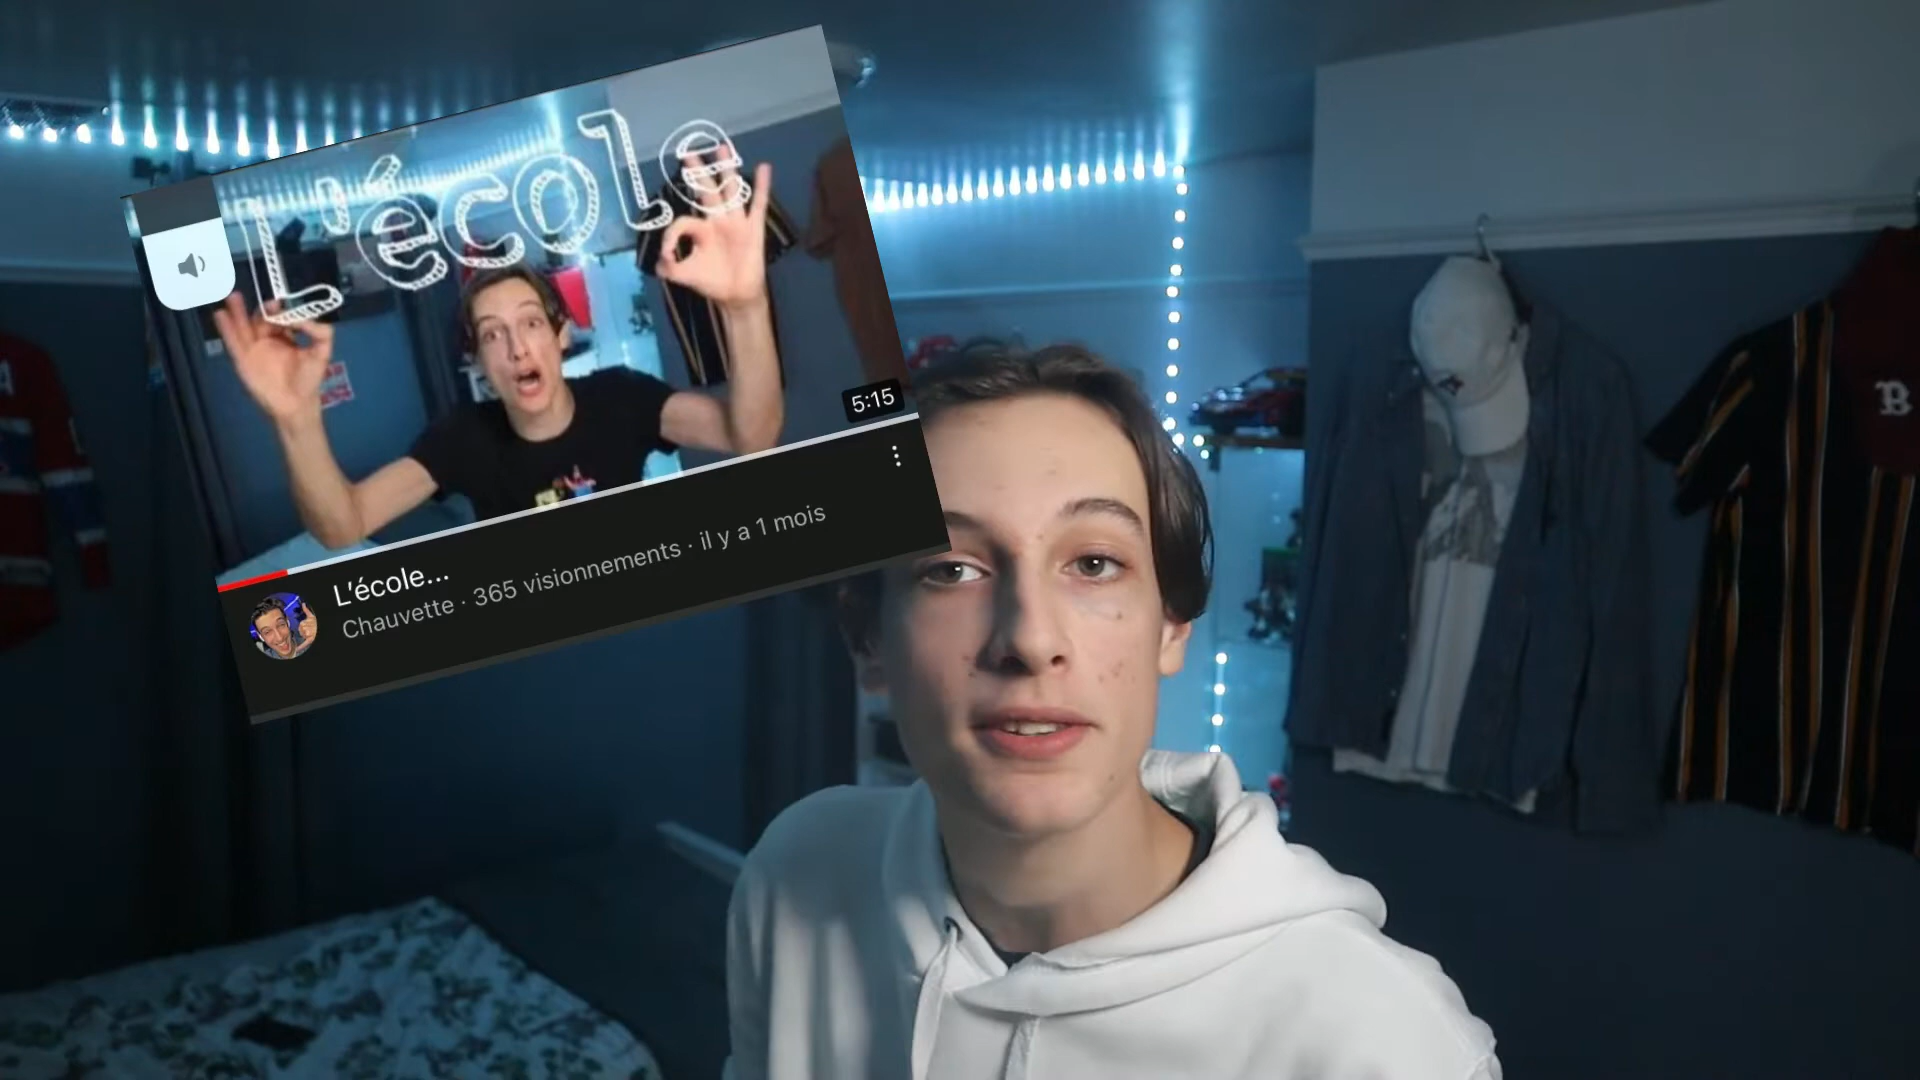 L'école
5:15
L'école...
Chauvette · 365 visionnements · il y a 1 mois
B